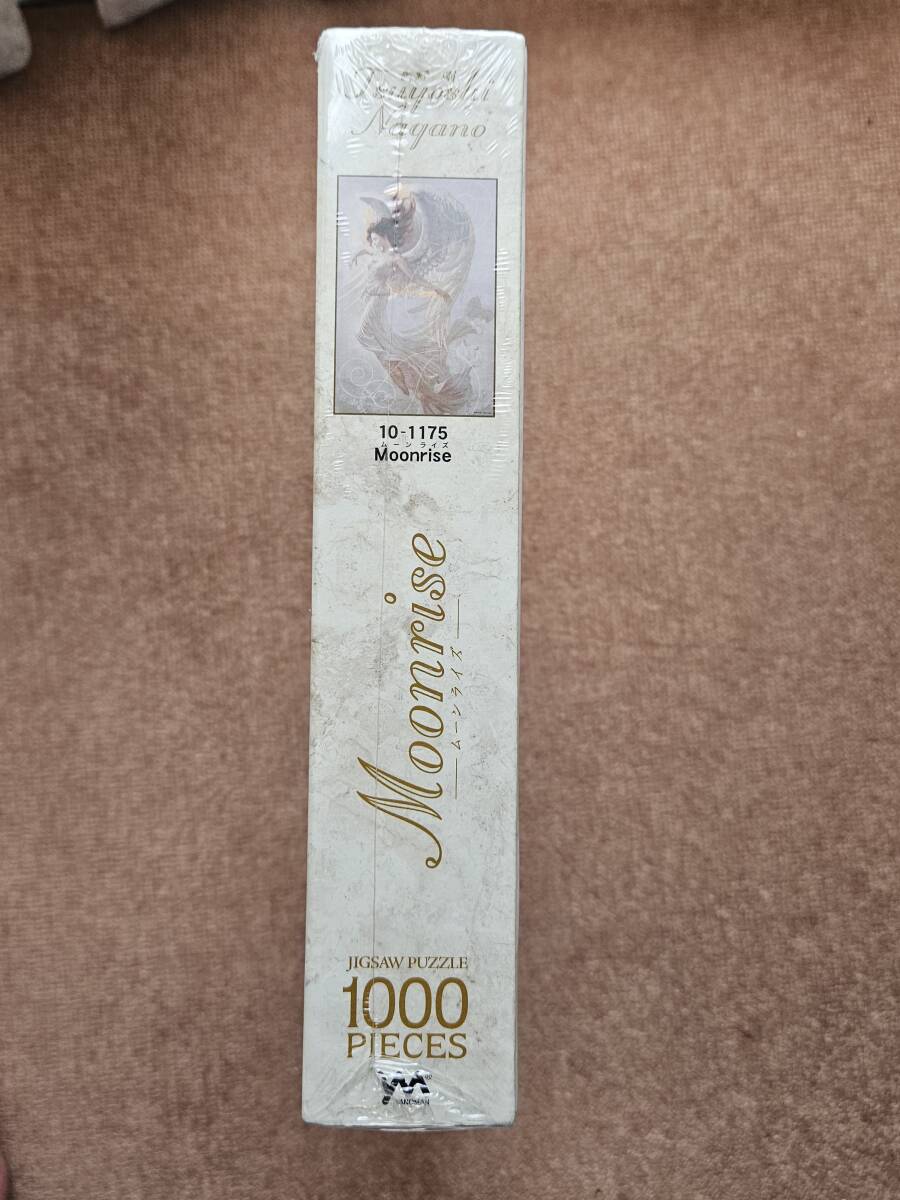 Tsuyoshi
Nagano
10-1175
ムーンライズ
Moonrise
Moonrise
ムーンライズ
JIGSAW PUZZLE
1000
PIECES
YANOMAN